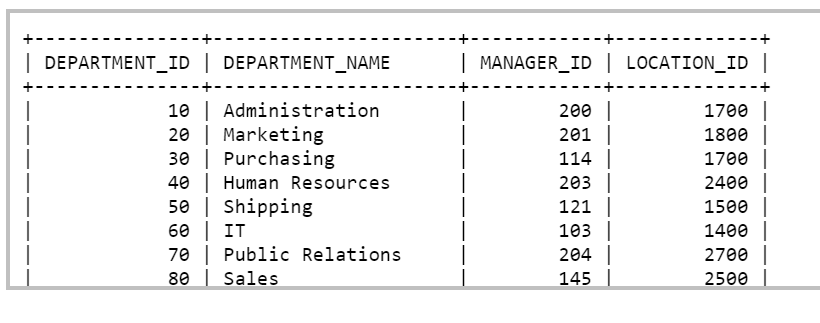 +---------------+----------------------+------------+-------------+
| DEPARTMENT_ID | DEPARTMENT_NAME      | MANAGER_ID | LOCATION_ID |
+---------------+----------------------+------------+-------------+
|            10 | Administration       |        200 |        1700 |
|            20 | Marketing            |        201 |        1800 |
|            30 | Purchasing           |        114 |        1700 |
|            40 | Human Resources      |        203 |        2400 |
|            50 | Shipping             |        121 |        1500 |
|            60 | IT                   |        103 |        1400 |
|            70 | Public Relations     |        204 |        2700 |
|            80 | Sales                |        145 |        2500 |